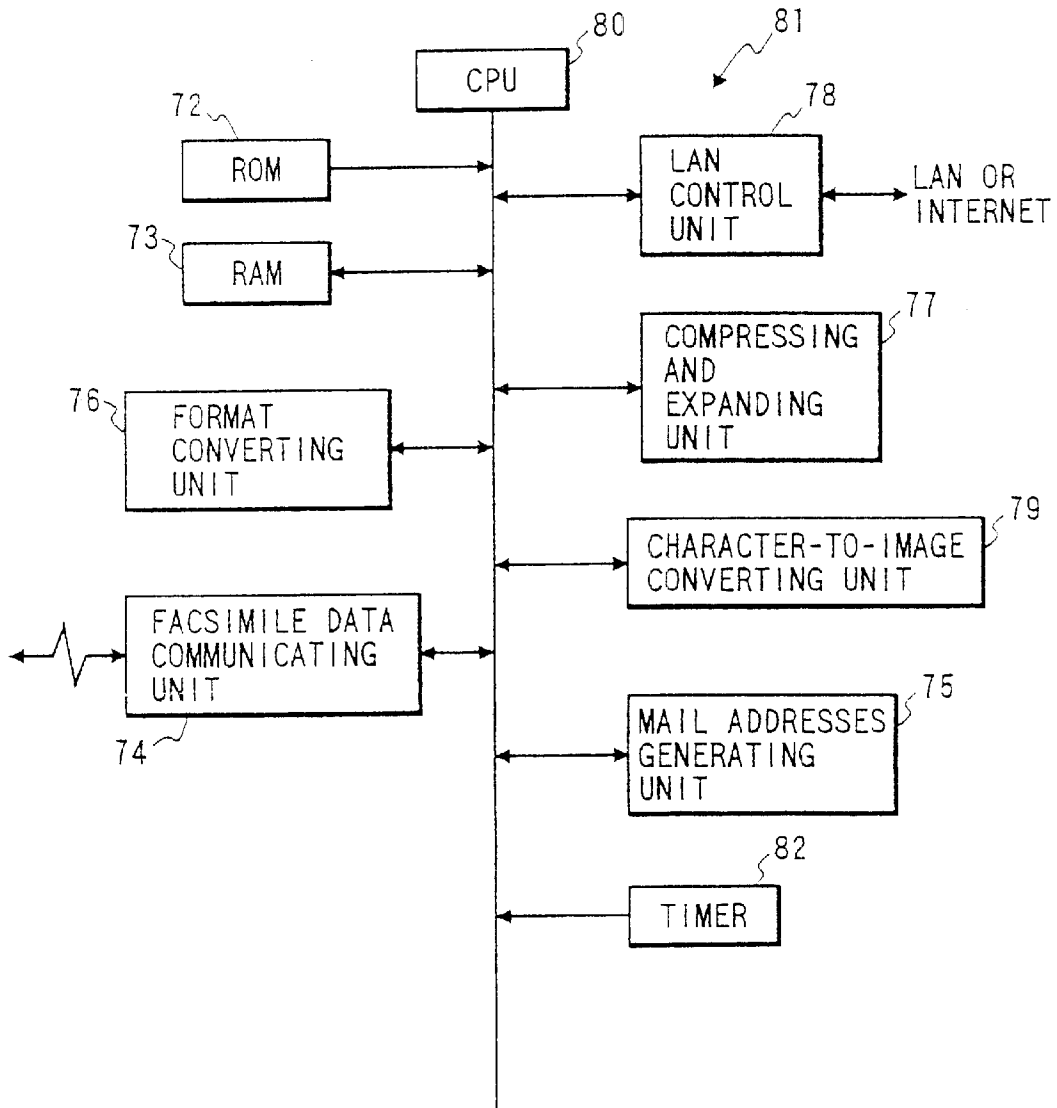 80
81
CPU
78
72
ROM
LAN
CONTROL
UNIT
LAN OR
INTERNET
73
RAM
77
COMPRESSING
AND
EXPANDING
UNIT
76
FORMAT
CONVERTING
UNIT
79
CHARACTER-TO-IMAGE
CONVERTING UNIT
FACSIMILE DATA
COMMUNICATING
UNIT
74
75
MAIL ADDRESSES
GENERATING
UNIT
82
TIMER